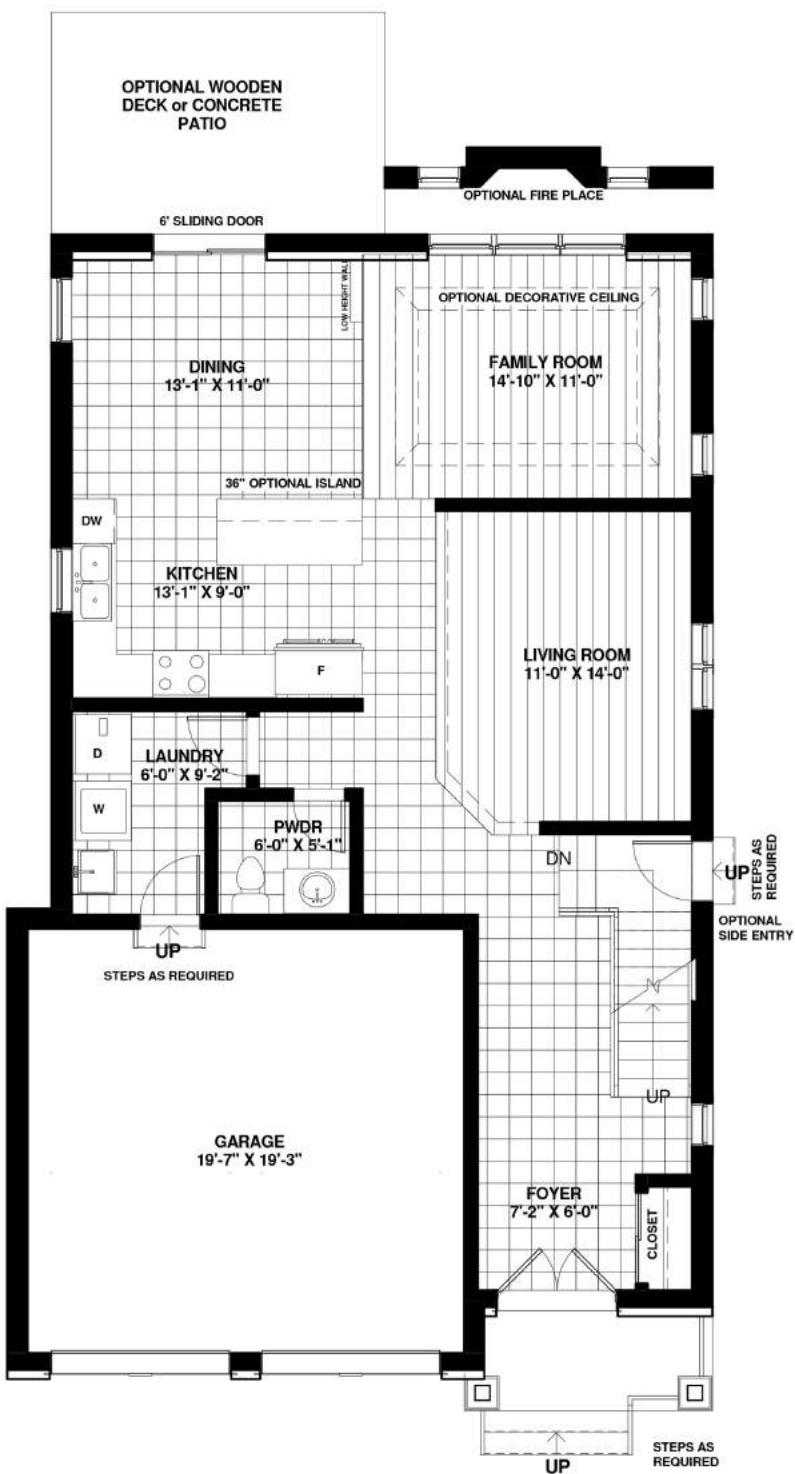 OPTIONAL WOODEN
DECK or CONCRETE
PATIO
OPTIONAL FIRE PLACE
6' SLIDING DOOR
LOW HEIGHT WALL
OPTIONAL DECORATIVE CEILING
DINING
13'-1" X 11'-0"
FAMILY ROOM
14'-10" X 11'-0"
36" OPTIONAL ISLAND
DW
KITCHEN
13'-1" X 9'-0"
F
LIVING ROOM
11'-0" X 14'-0"
D
LAUNDRY
6'-0" X 9'-2"
W
PWDR
6'-0" X 5'-1"
DN
UP
STEPS AS
REQUIRED
OPTIONAL
SIDE ENTRY
UP
STEPS AS REQUIRED
UP
GARAGE
19'-7" X 19'-3"
FOYER
7'-2" X 6'-0"
CLOSET
UP
STEPS AS
REQUIRED